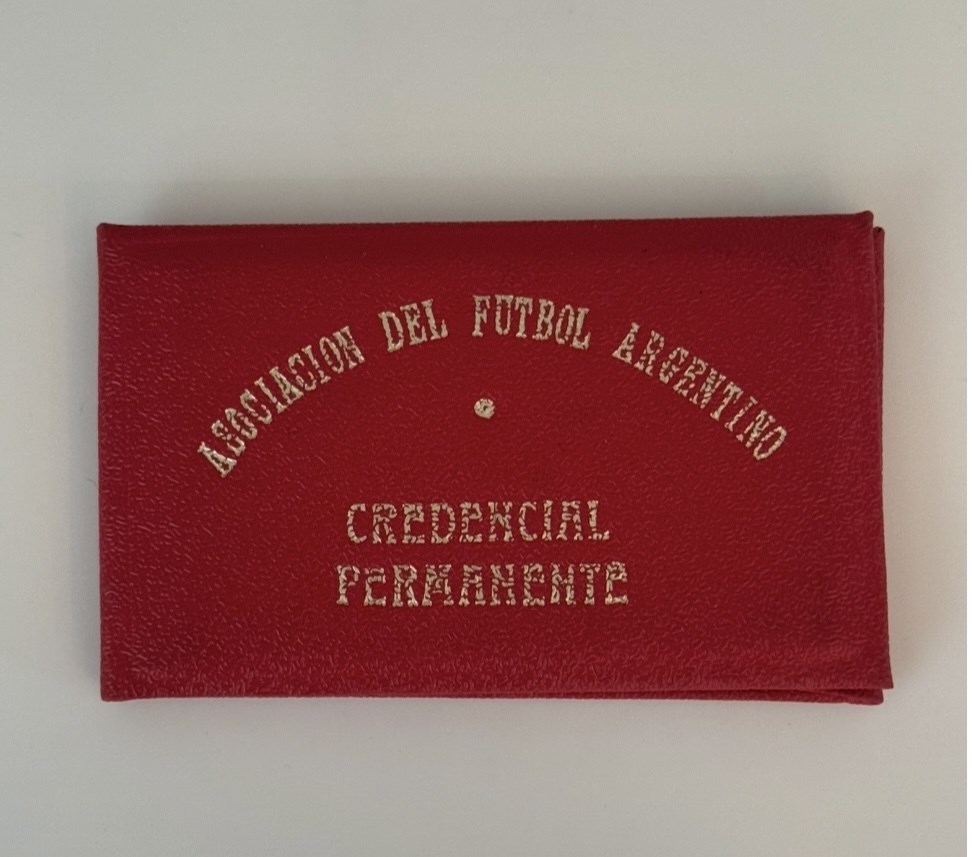 ASOCIACION DEL FUTBOL ARGENTINO
CREDENCIAL
PERMANENTE